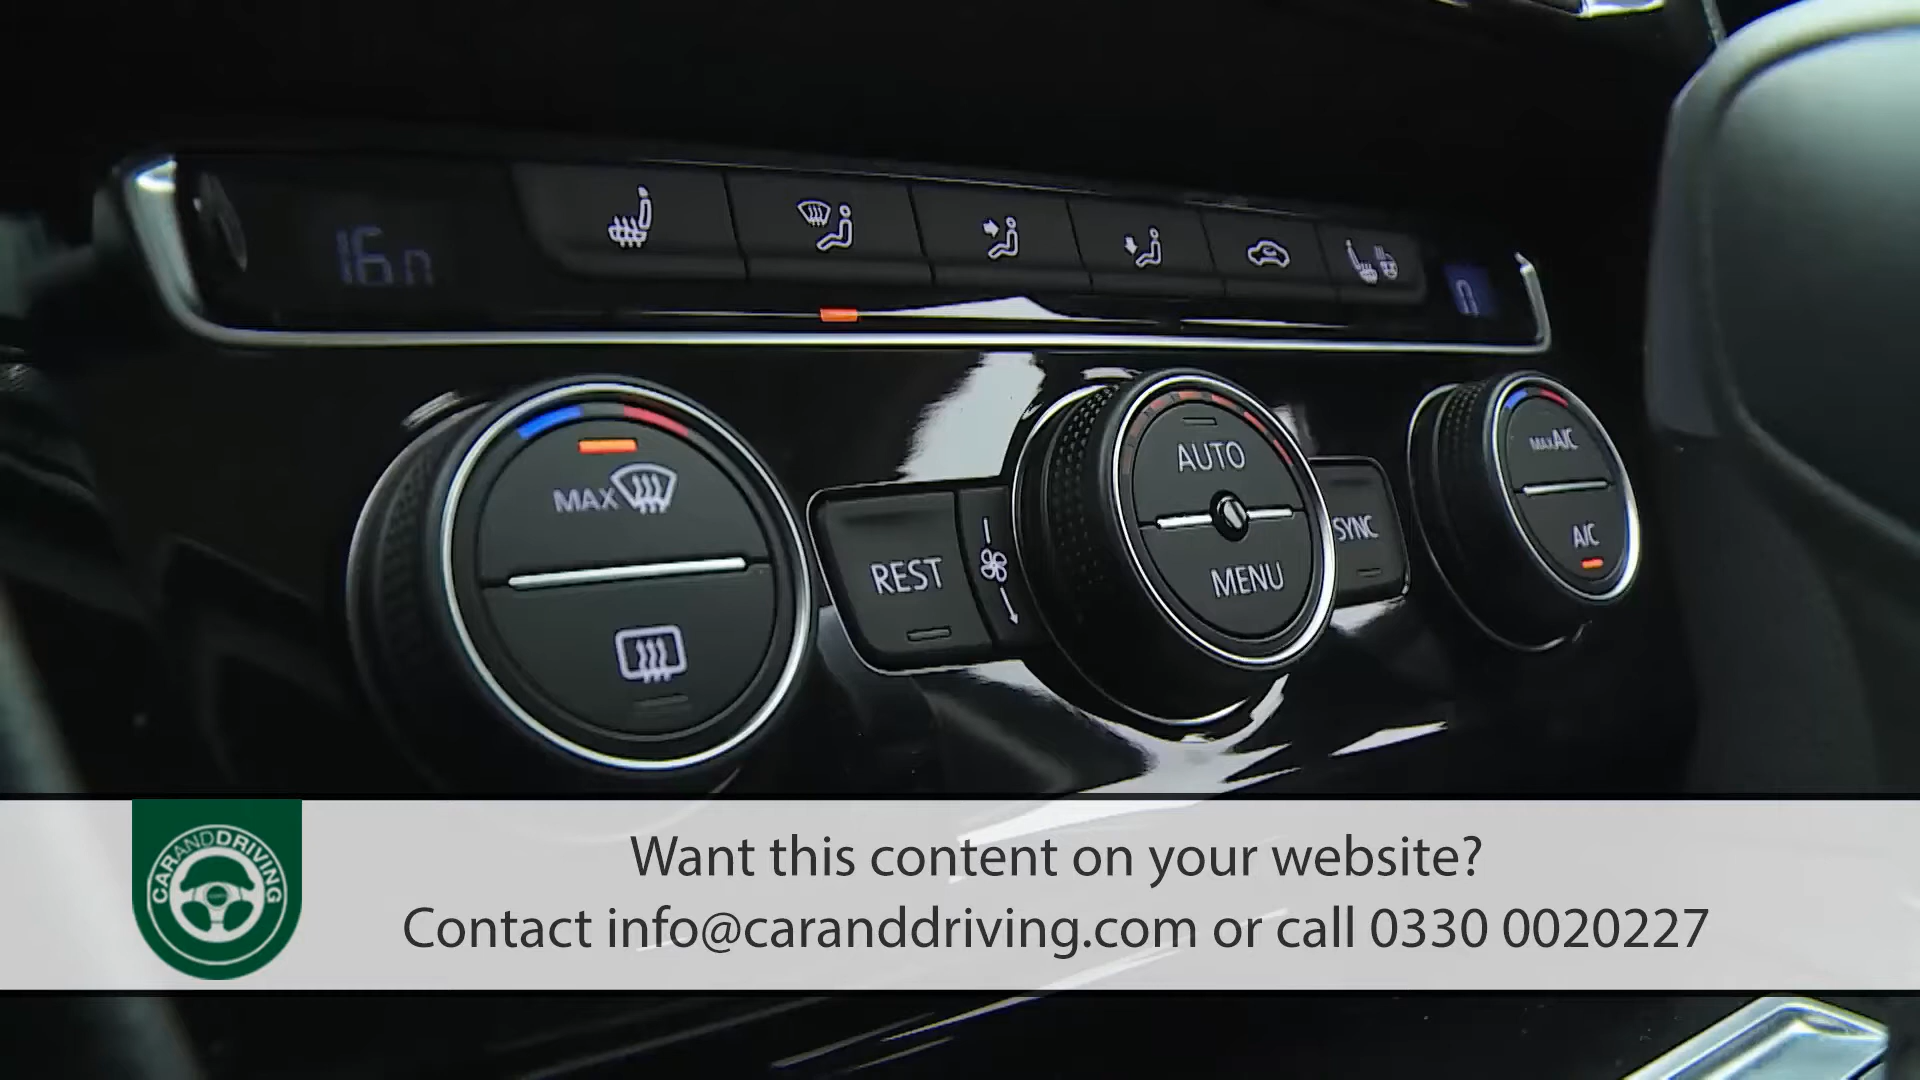 MAX
REST
AUTO
MENU
SYNC
MAX A/C
A/C
CARANDDRIVING
Want this content on your website?
Contact info@caranddriving.com or call 0330 0020227